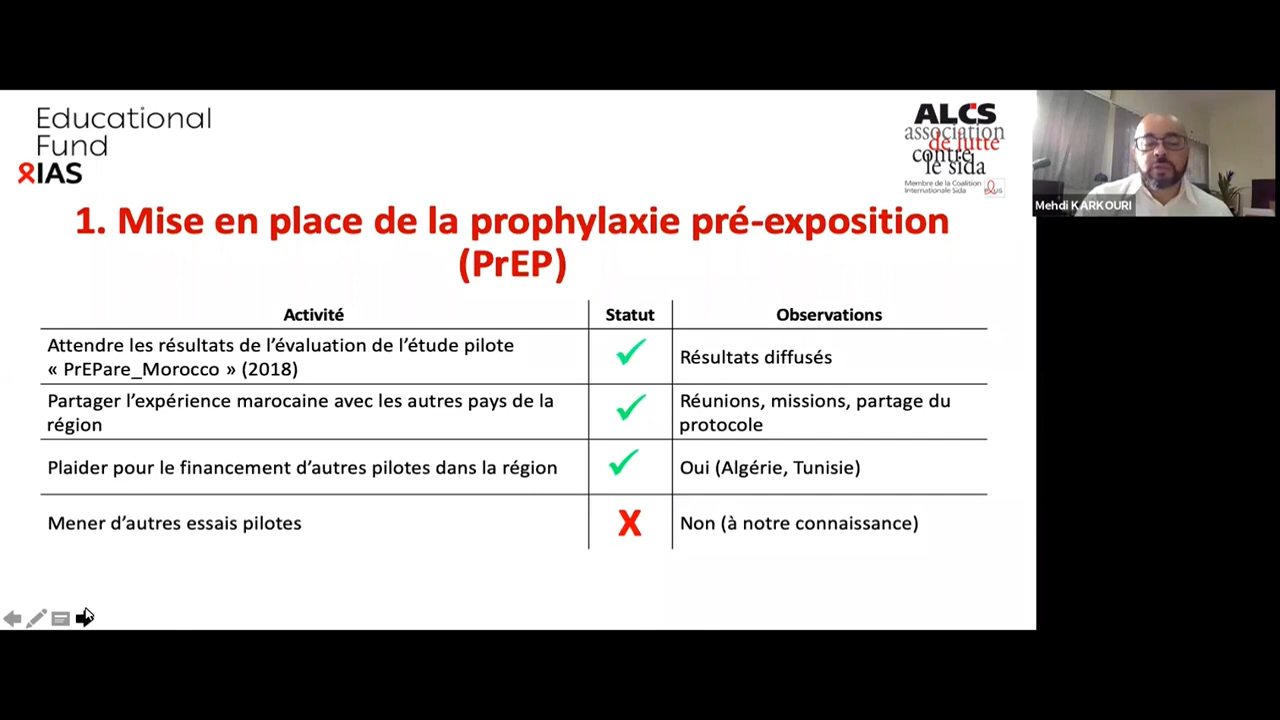 Educational
Fund
IAS
ALCS
association
de lutte
contre
le sida
Membre de la Coalition
Internationale Sida
Mehdi KARKOURI
1. Mise en place de la prophylaxie pré-exposition
(PrEP)
Activité Statut Observations
Attendre les résultats de l’évaluation de l’étude pilote
« PrEPare_Morocco » (2018)
Résultats diffusés
Partager l’expérience marocaine avec les autres pays de la
région
Réunions, missions, partage du
protocole
Plaider pour le financement d’autres pilotes dans la région
Oui (Algérie, Tunisie)
Mener d’autres essais pilotes
X
Non (à notre connaissance)